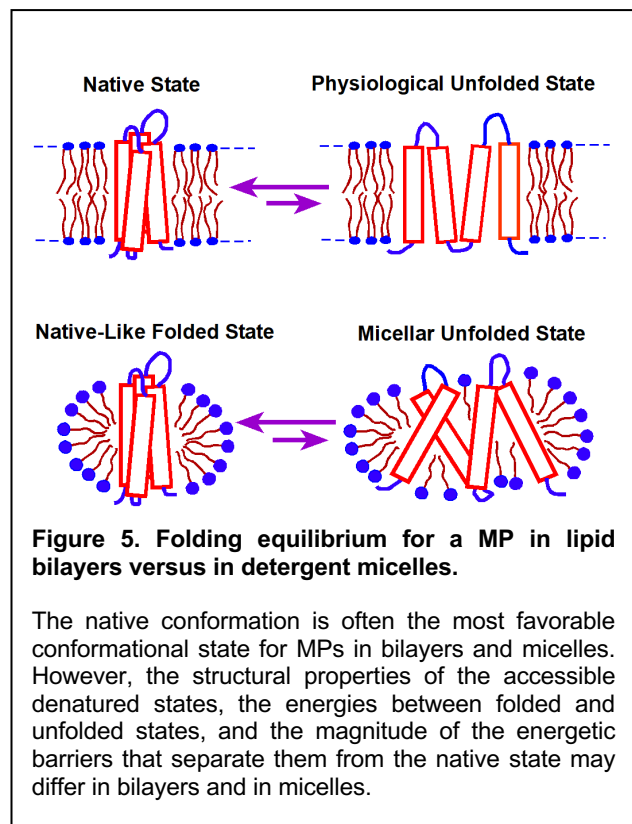 Native State
Physiological Unfolded State
Native-Like Folded State
Micellar Unfolded State
Figure 5. Folding equilibrium for a MP in lipid
bilayers versus in detergent micelles.
The native conformation is often the most favorable
conformational state for MPs in bilayers and micelles.
However, the structural properties of the accessible
denatured states, the energies between folded and
unfolded states, and the magnitude of the energetic
barriers that separate them from the native state may
differ in bilayers and in micelles.